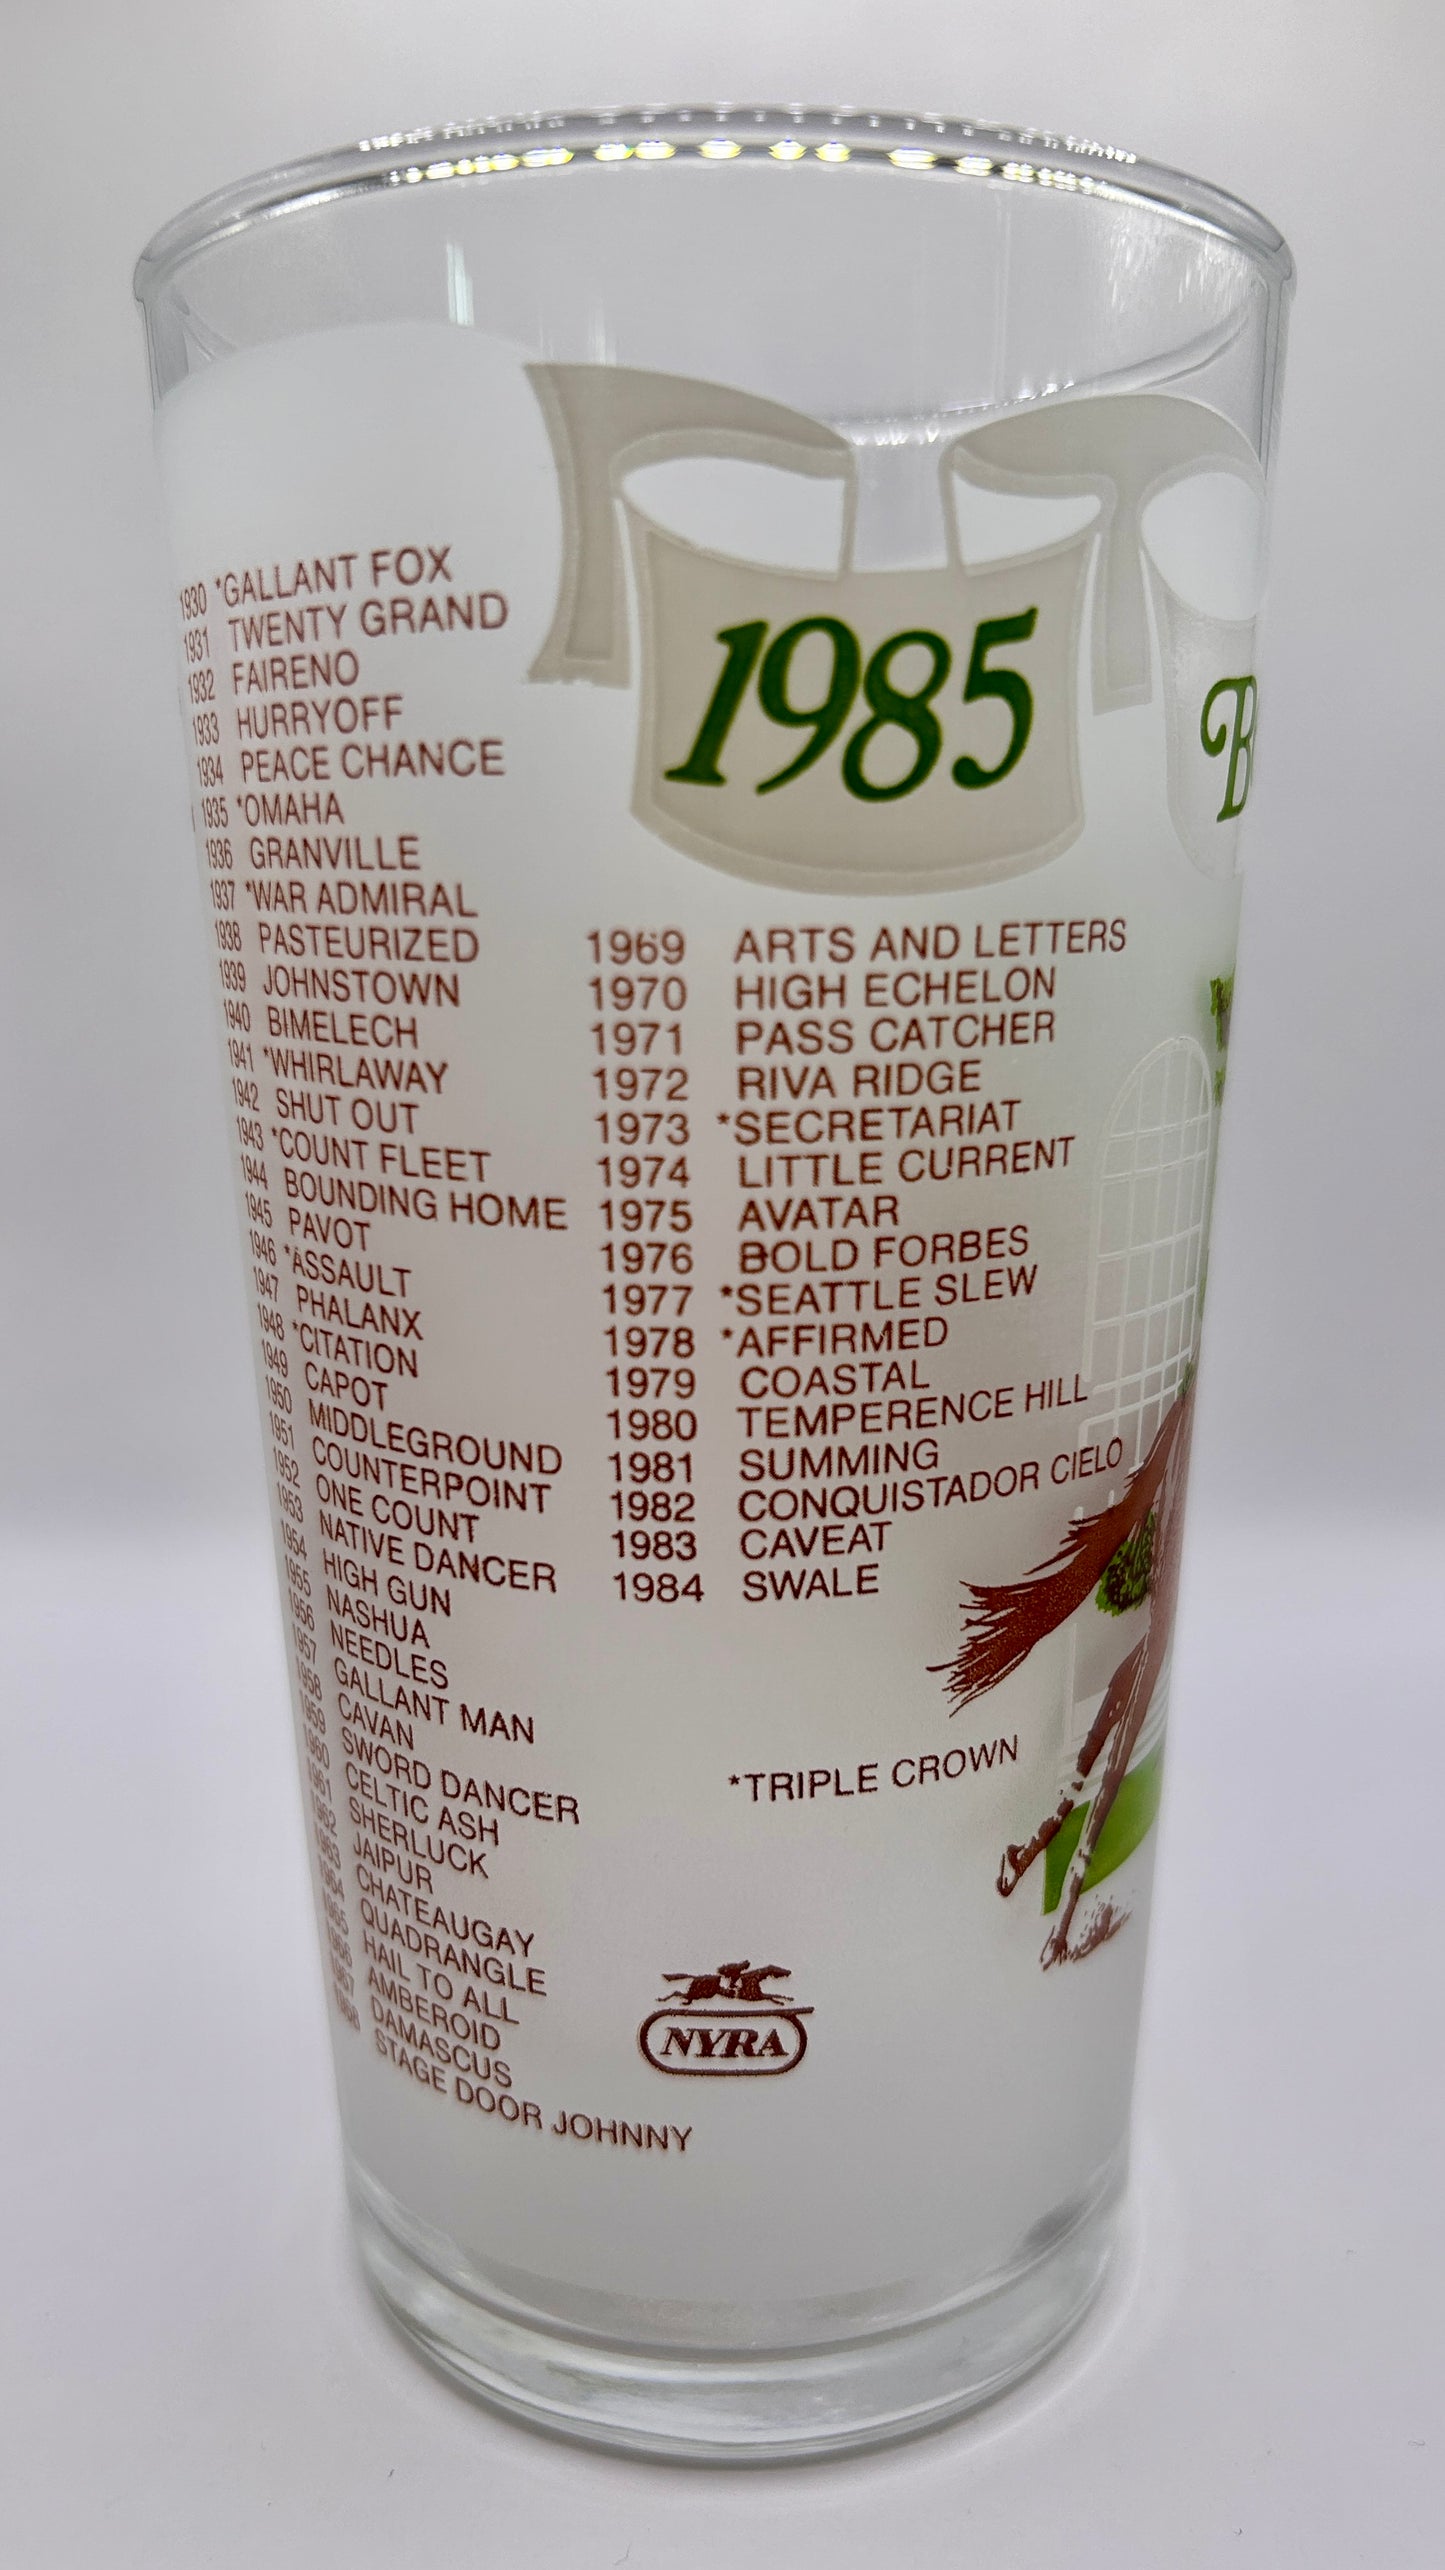 1985
1930 *GALLANT FOX
1931 TWENTY GRAND
1932 FAIRENO
1933 HURRYOFF
1934 PEACE CHANCE
1935 *OMAHA
1936 GRANVILLE
1937 *WAR ADMIRAL
1938 PASTEURIZED
1939 JOHNSTOWN
1940 BIMELECH
1941 *WHIRLAWAY
1942 SHUT OUT
1943 *COUNT FLEET
1944 BOUNDING HOME
1945 PAVOT
1946 *ASSAULT
1947 PHALANX
1948 *CITATION
1949 CAPOT
1950 MIDDLEGROUND
1951 COUNTERPOINT
1952 ONE COUNT
1953 NATIVE DANCER
1954 HIGH GUN
1955 NASHUA
1956 NEEDLES
1957 GALLANT MAN
1958 CAVAN
1959 SWORD DANCER
1960 CELTIC ASH
1961 SHERLUCK
1962 JAIPUR
1963 CHATEAUGAY
1964 QUADRANGLE
1965 HAIL TO ALL
1966 AMBEROID
1967 DAMASCUS
1968 STAGE DOOR JOHNNY
1969 ARTS AND LETTERS
1970 HIGH ECHELON
1971 PASS CATCHER
1972 RIVA RIDGE
1973 *SECRETARIAT
1974 LITTLE CURRENT
1975 AVATAR
1976 BOLD FORBES
1977 *SEATTLE SLEW
1978 *AFFIRMED
1979 COASTAL
1980 TEMPERENCE HILL
1981 SUMMING
1982 CONQUISTADOR CIELO
1983 CAVEAT
1984 SWALE
*TRIPLE CROWN
NYRA